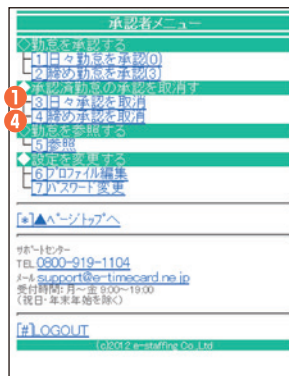 承認者メニュー
◇勤怠を承認する
[1]日々勤怠を承認(0)
[2]締め勤怠を承認(3)
◆承認済勤怠の承認を取消す
❶
[3]日々承認を取消
❹
[4]締め承認を取消
◇勤怠を参照する
[5]参照
◆設定を変更する
[6]ﾌﾟﾛﾌｧｲﾙ編集
[7]ﾊﾟｽﾜｰﾄﾞ変更
[*]▲ﾍﾟｰｼﾞﾄｯﾌﾟへ
ｻﾎﾟｰﾄｾﾝﾀｰ
TEL 0800-919-1104
ﾒｰﾙ support@e-timecard.ne.jp
受付時間:月～金 9:00～19:00
(祝日・年末年始を除く)
[#]LOGOUT
(c)2012 e-staffing Co.,Ltd